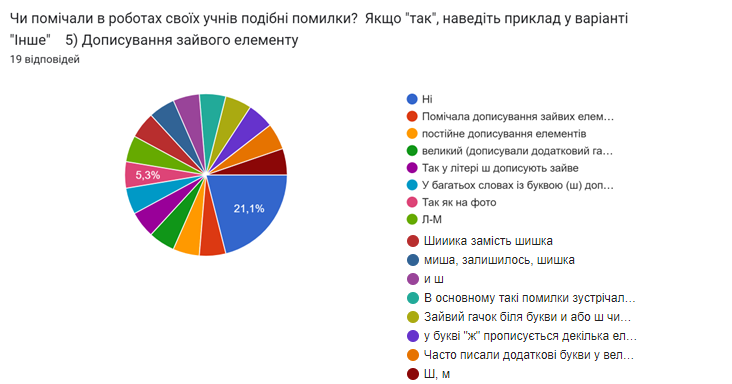 Чи помічали в роботах своїх учнів подібні помилки? Якщо "так", наведіть приклад у варіанті
"Інше" 5) Дописування зайвого елементу
19 відповідей
5,3%
21,1%
Ні
Помічала дописування зайвих елем…
постійне дописування елементів
великий (дописували додатковий га…
Так у літері ш дописують зайве
У багатьох словах із буквою (ш) доп…
Так як на фото
Л-М
Шииика замість шишка
миша, залишилось, шишка
и ш
В основному такі помилки зустрічал…
Зайвий гачок біля букви и або ш чи…
у букві "ж" прописується декілька ел…
Часто писали додаткові букви у вел…
Ш, м